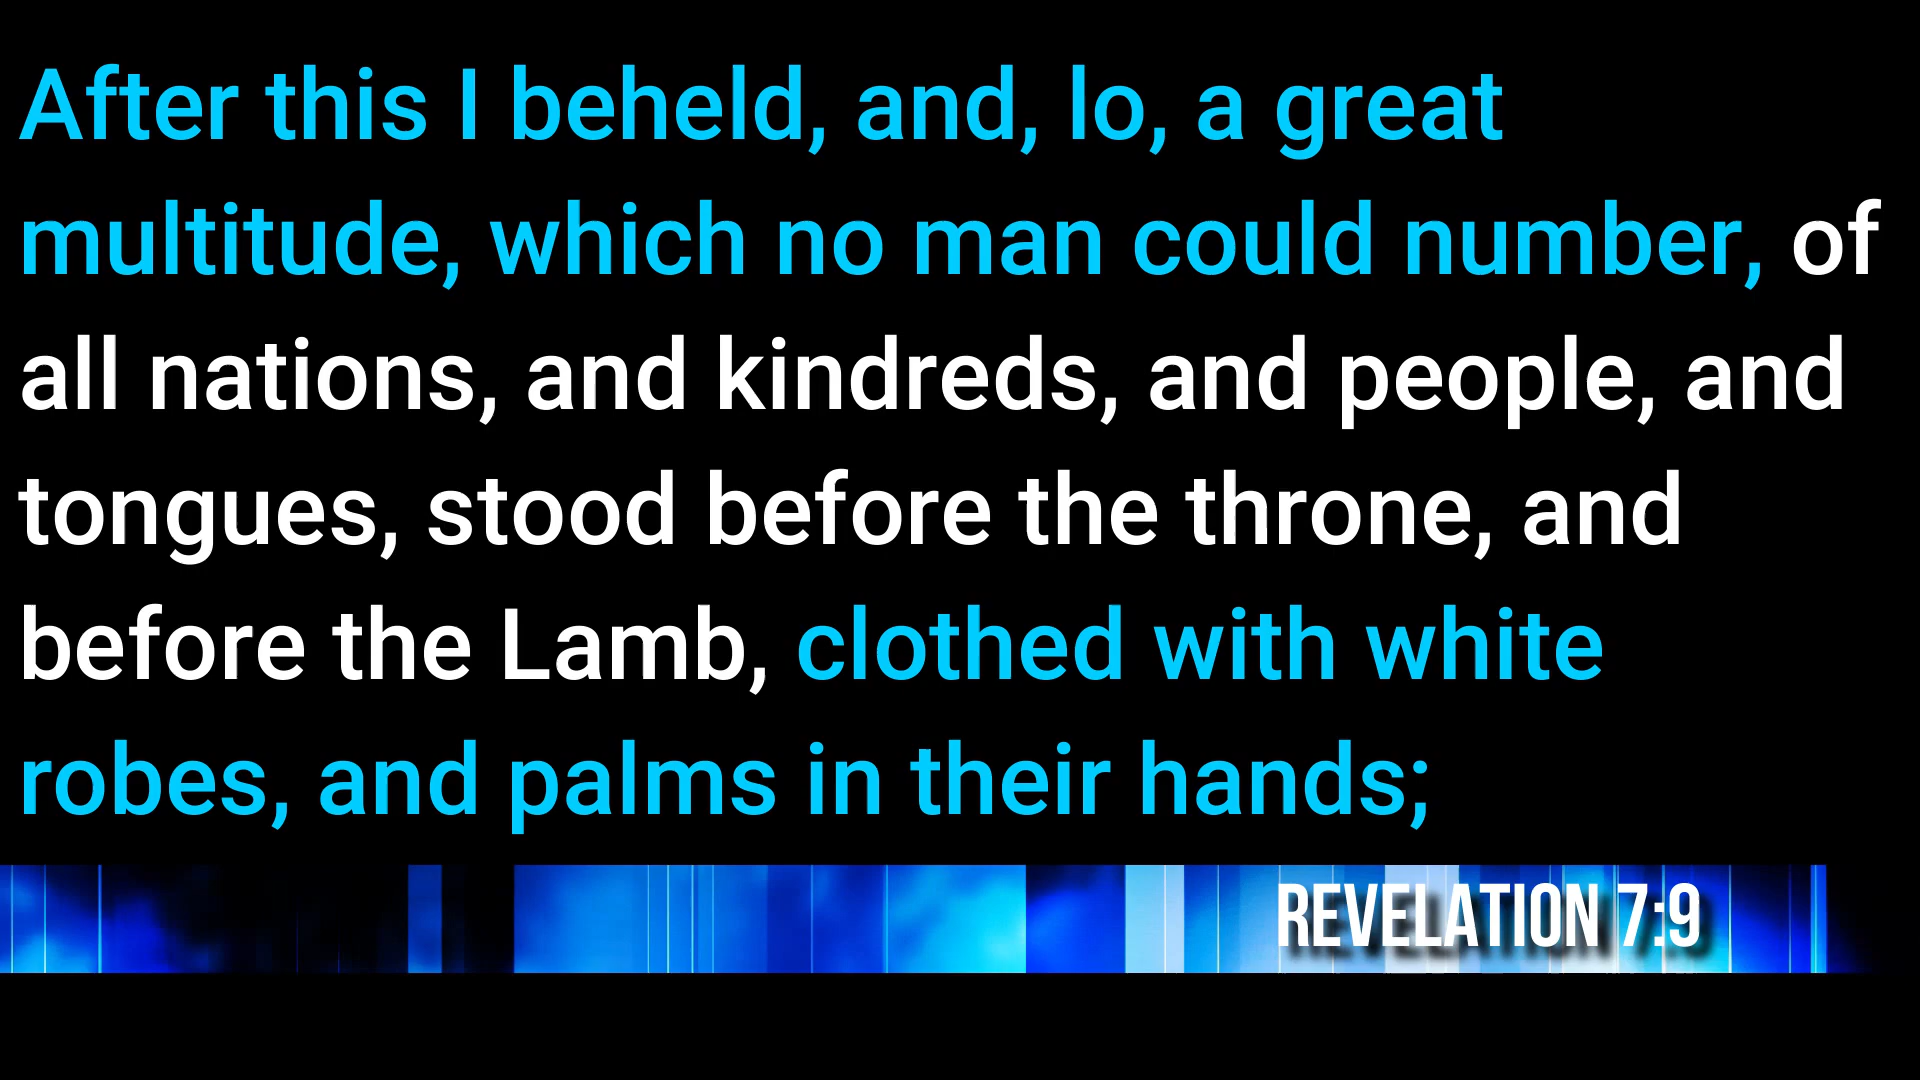 After this I beheld, and, lo, a great
multitude, which no man could number, of
all nations, and kindreds, and people, and
tongues, stood before the throne, and
before the Lamb, clothed with white
robes, and palms in their hands;
REVELATION 7:9